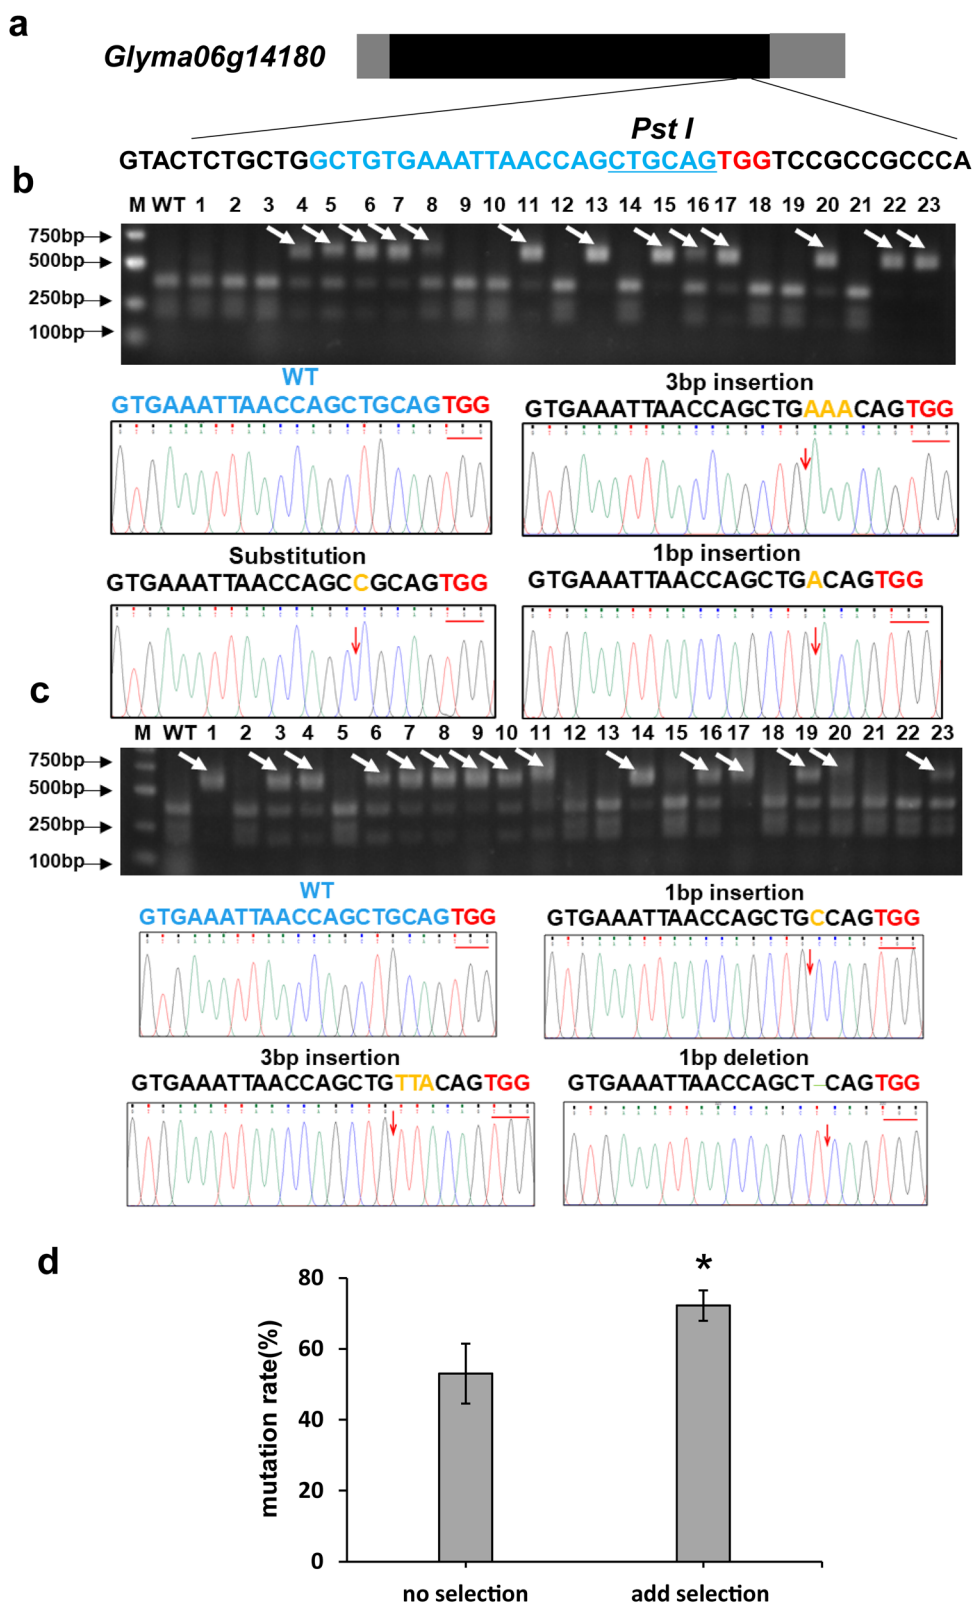 a
Glyma06g14180
Pst I
GTACTCTGCTGGCTGTGAAATTAACCAGCTGCAGTGGTCCGCCGCCCA
b
M WT 1 2 3 4 5 6 7 8 9 10 11 12 13 14 15 16 17 18 19 20 21 22 23
750bp
500bp
250bp
100bp
WT
GTGAAATTAACCAGCTGCAGTGG
3bp insertion
GTGAAATTAACCAGCTGAAACAGTGG
Substitution
GTGAAATTAACCAGCCGCAGTGG
1bp insertion
GTGAAATTAACCAGCTGACAGTGG
c
M WT 1 2 3 4 5 6 7 8 9 10 11 12 13 14 15 16 17 18 19 20 21 22 23
750bp
500bp
250bp
100bp
WT
GTGAAATTAACCAGCTGCAGTGG
1bp insertion
GTGAAATTAACCAGCTGCCAGTGG
3bp insertion
GTGAAATTAACCAGCTGTTACAGTGG
1bp deletion
GTGAAATTAACCAGCT-CAGTGG
d
*
mutation rate(%)
80
60
40
20
0
no selection
add selection